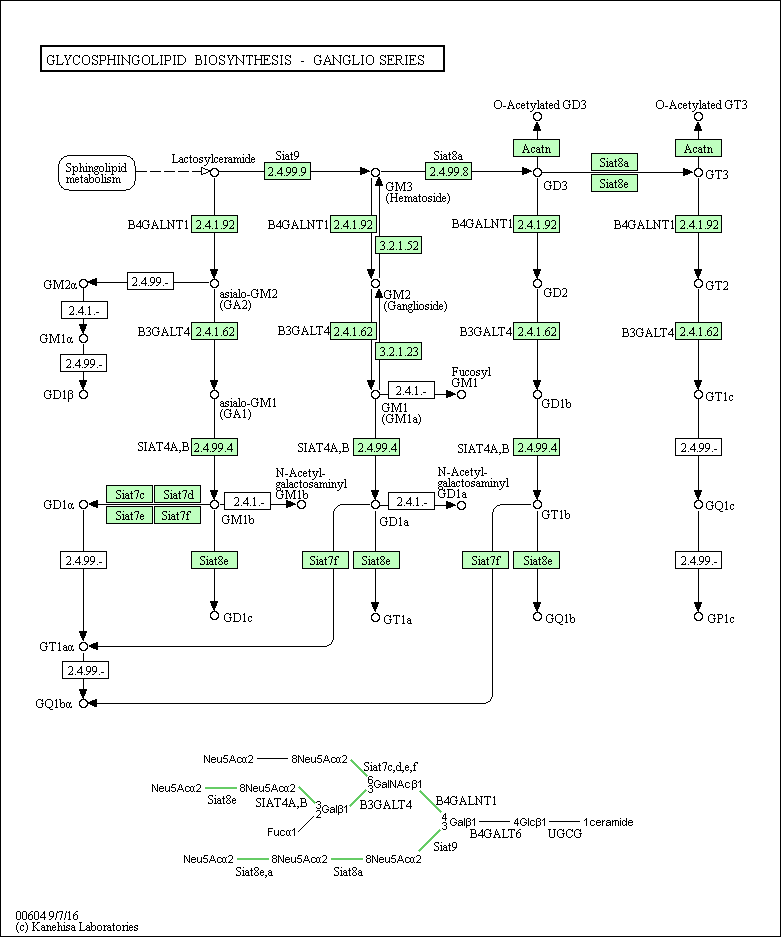 GLYCOSPHINGOLIPID BIOSYNTHESIS - GANGLIO SERIES
O-Acetylated GD3
O-Acetylated GT3
Acatn
Acatn
Sphingolipid
metabolism
Lactosylceramide
Siat9
2.4.99.9
Siat8a
2.4.99.8
Siat8a
Siat8e
GM3
(Hematoside)
GD3
GT3
B4GALNT1 2.4.1.92
B4GALNT1 2.4.1.92
B4GALNT1 2.4.1.92
B4GALNT1 2.4.1.92
3.2.1.52
GM2α
2.4.99.-
asialo-GM2
(GA2)
GM2
(Ganglioside)
GD2
GT2
2.4.1.-
B3GALT4 2.4.1.62
B3GALT4 2.4.1.62
B3GALT4 2.4.1.62
B3GALT4 2.4.1.62
GM1α
3.2.1.23
2.4.99.-
GD1β
asialo-GM1
(GA1)
GM1
(GM1a)
2.4.1.-
Fucosyl
GM1
GD1b
GT1c
SIAT4A,B 2.4.99.4
SIAT4A,B 2.4.99.4
SIAT4A,B 2.4.99.4
2.4.99.-
GD1α
Siat7c
Siat7d
Siat7e
Siat7f
GM1b
2.4.1.-
N-Acetyl-
galactosaminyl
GM1b
GD1a
2.4.1.-
N-Acetyl-
galactosaminyl
GD1a
GT1b
GQ1c
2.4.99.-
Siat8e
Siat7f
Siat8e
Siat7f
Siat8e
2.4.99.-
GD1c
GT1a
GQ1b
GP1c
GT1aα
2.4.99.-
GQ1bα
Neu5Acα2
8Neu5Acα2
Siat7c,d,e,f
6
3
GalNAcβ1
Neu5Acα2
8Neu5Acα2
Siat8e
SIAT4A,B
3
2
Galβ1
B3GALT4
B4GALNT1
Fucα1
4
3
Galβ1
4Glcβ1
1ceramide
B4GALT6
UGCG
Siat9
Neu5Acα2
8Neu5Acα2
8Neu5Acα2
Siat8e,a
Siat8a
00604 9/7/16
(c) Kanehisa Laboratories